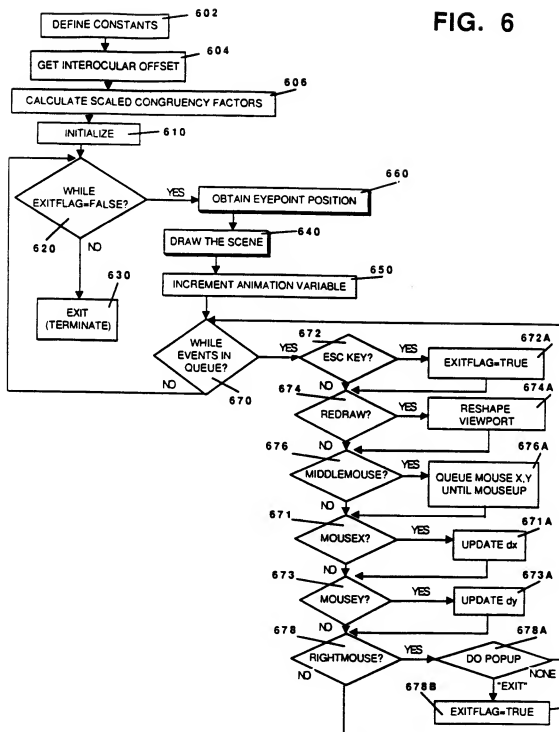 FIG. 6
602
DEFINE CONSTANTS
604
GET INTEROCULAR OFFSET
606
CALCULATE SCALED CONGRUENCY FACTORS
610
INITIALIZE
WHILE
EXITFLAG=FALSE?
YES
620
NO
660
OBTAIN EYEPOINT POSITION
640
DRAW THE SCENE
650
INCREMENT ANIMATION VARIABLE
630
EXIT
(TERMINATE)
WHILE
EVENTS IN
QUEUE?
YES
NO
670
672
ESC KEY?
YES
NO
672A
EXITFLAG=TRUE
674
REDRAW?
YES
NO
674A
RESHAPE
VIEWPORT
676
MIDDLEMOUSE?
YES
NO
676A
QUEUE MOUSE X,Y
UNTIL MOUSEUP
671
MOUSEX?
YES
NO
671A
UPDATE dx
673
MOUSEY?
YES
NO
673A
UPDATE dy
678
RIGHTMOUSE?
YES
NO
678A
DO POPUP
NONE
"EXIT"
678B
EXITFLAG=TRUE